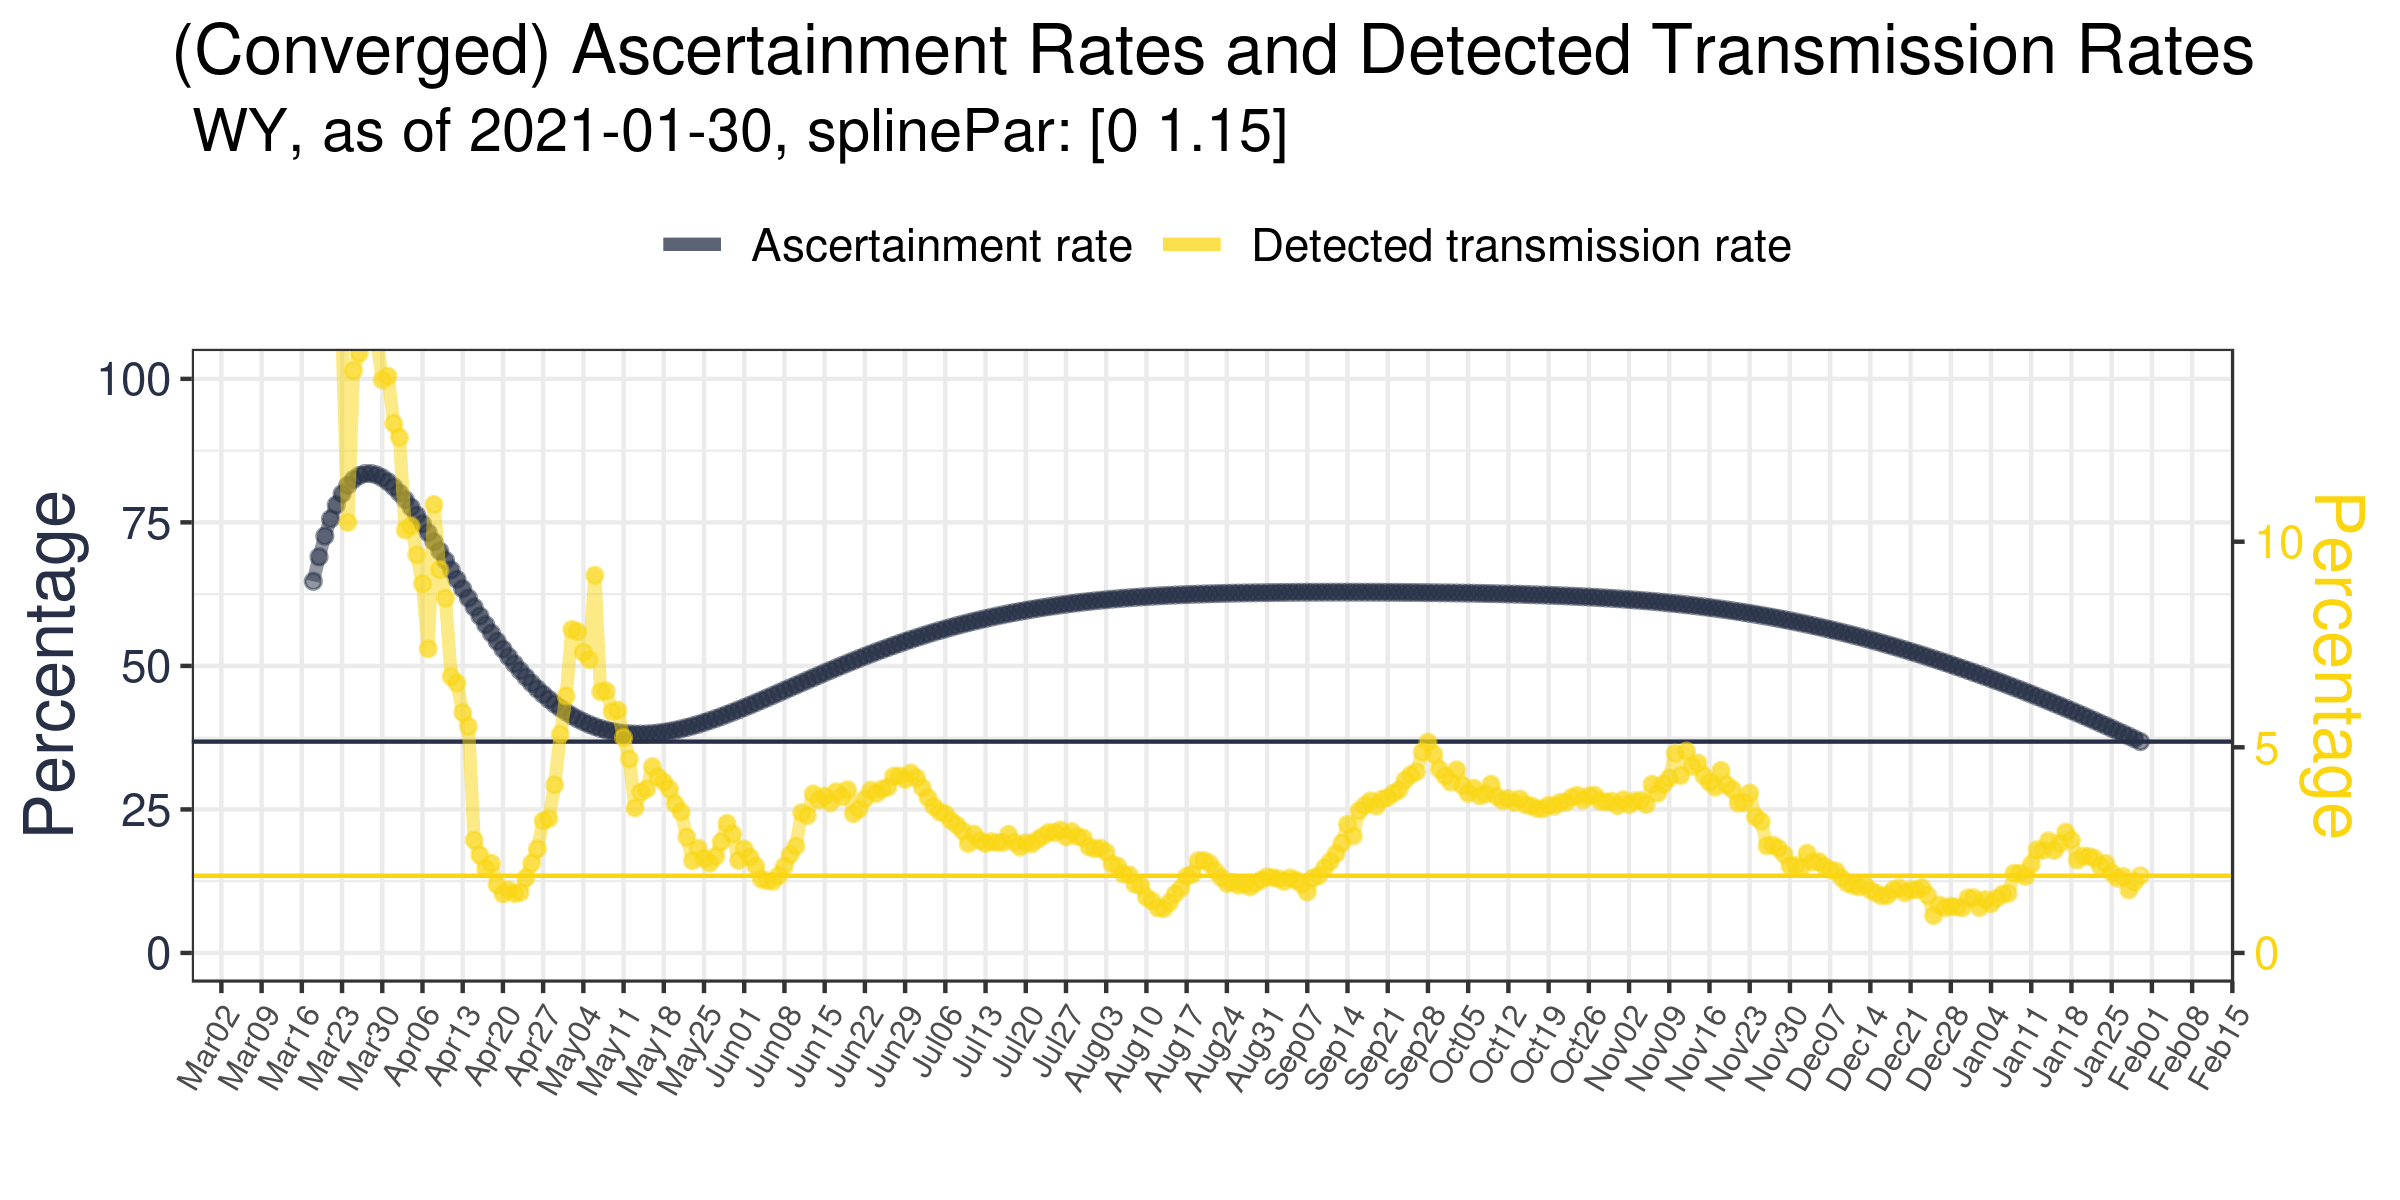 (Converged) Ascertainment Rates and Detected Transmission Rates
WY, as of 2021-01-30, splinePar: [0 1.15]
Ascertainment rate
Detected transmission rate
Percentage
100
75
50
25
0
10
5
0
Percentage
Mar02
Mar09
Mar16
Mar23
Mar30
Apr06
Apr13
Apr20
Apr27
May04
May11
May18
May25
Jun01
Jun08
Jun15
Jun22
Jun29
Jul06
Jul13
Jul20
Jul27
Aug03
Aug10
Aug17
Aug24
Aug31
Sep07
Sep14
Sep21
Sep28
Oct05
Oct12
Oct19
Oct26
Nov02
Nov09
Nov16
Nov23
Nov30
Dec07
Dec14
Dec21
Dec28
Jan04
Jan11
Jan18
Jan25
Feb01
Feb08
Feb15